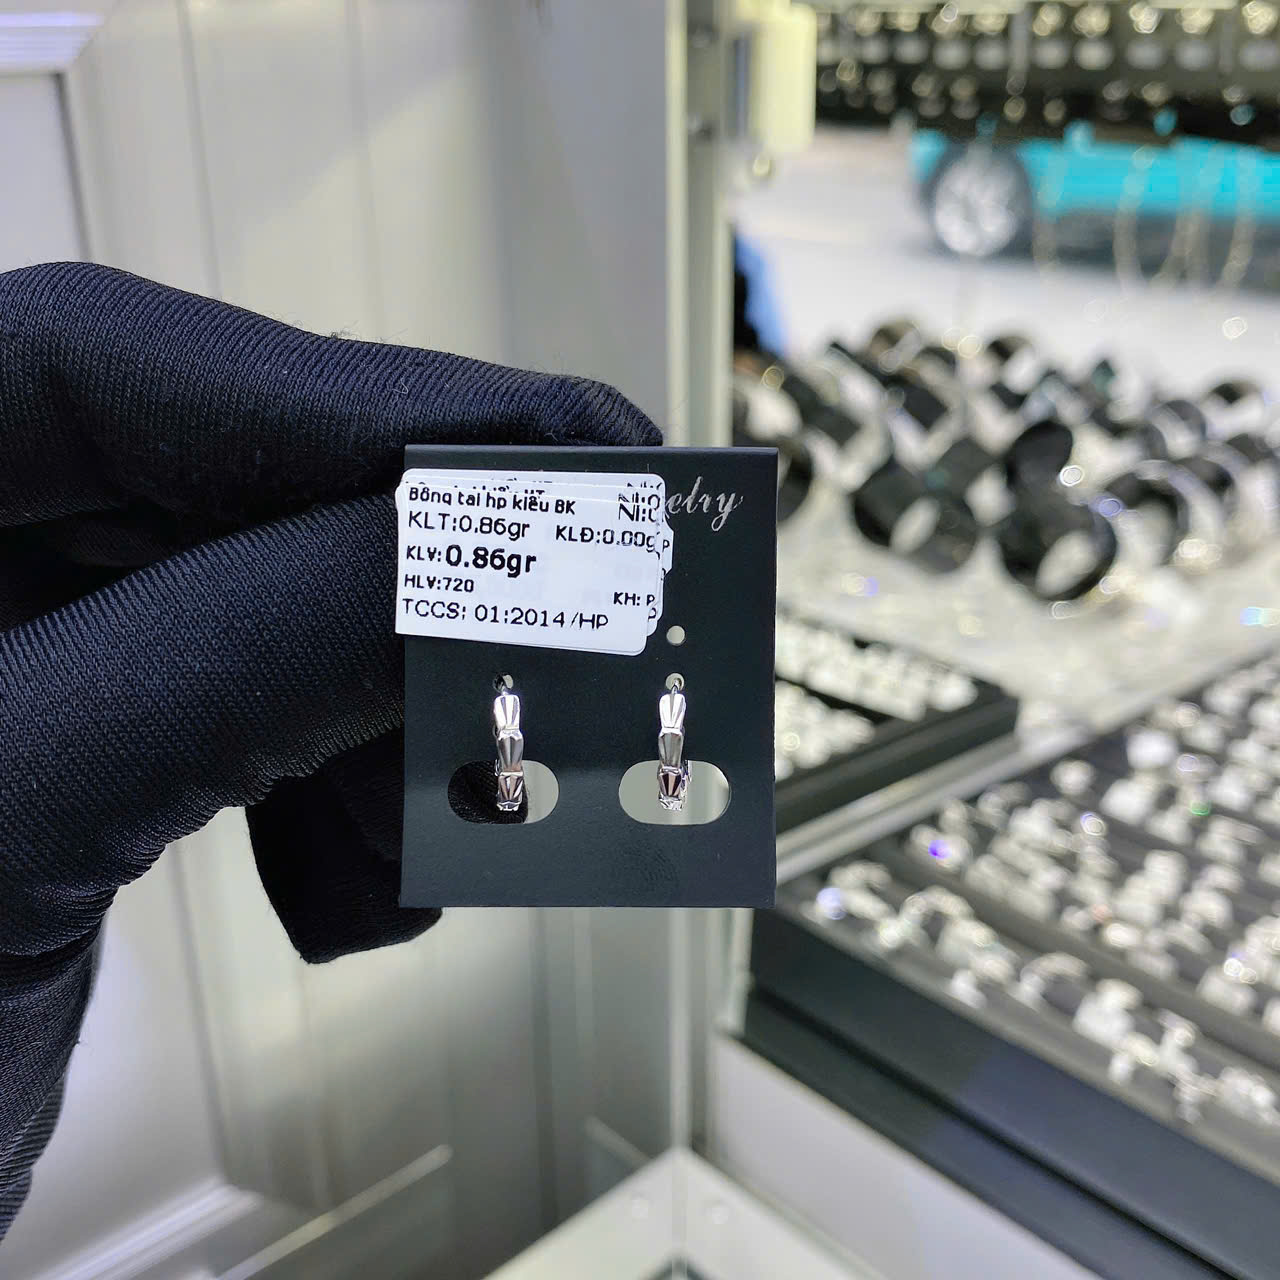 Bông tai hp kiểu BK
KLT:0.86gr KLĐ:0.00g
KLV:0.86gr
HLV:720
KH: P
TCCS: 01:2014/HP